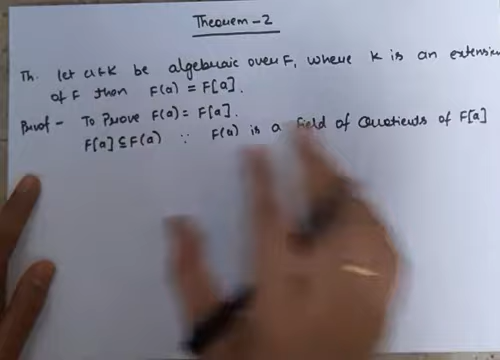 Theorem - 2
Th. Let a ∈ K be algebraic over F, where K is an extension
of F then F(a) = F[a].
Proof - To Prove F(a) = F[a].
F[a] ⊆ F(a) ∵ F(a) is a field of Quotients of F[a]